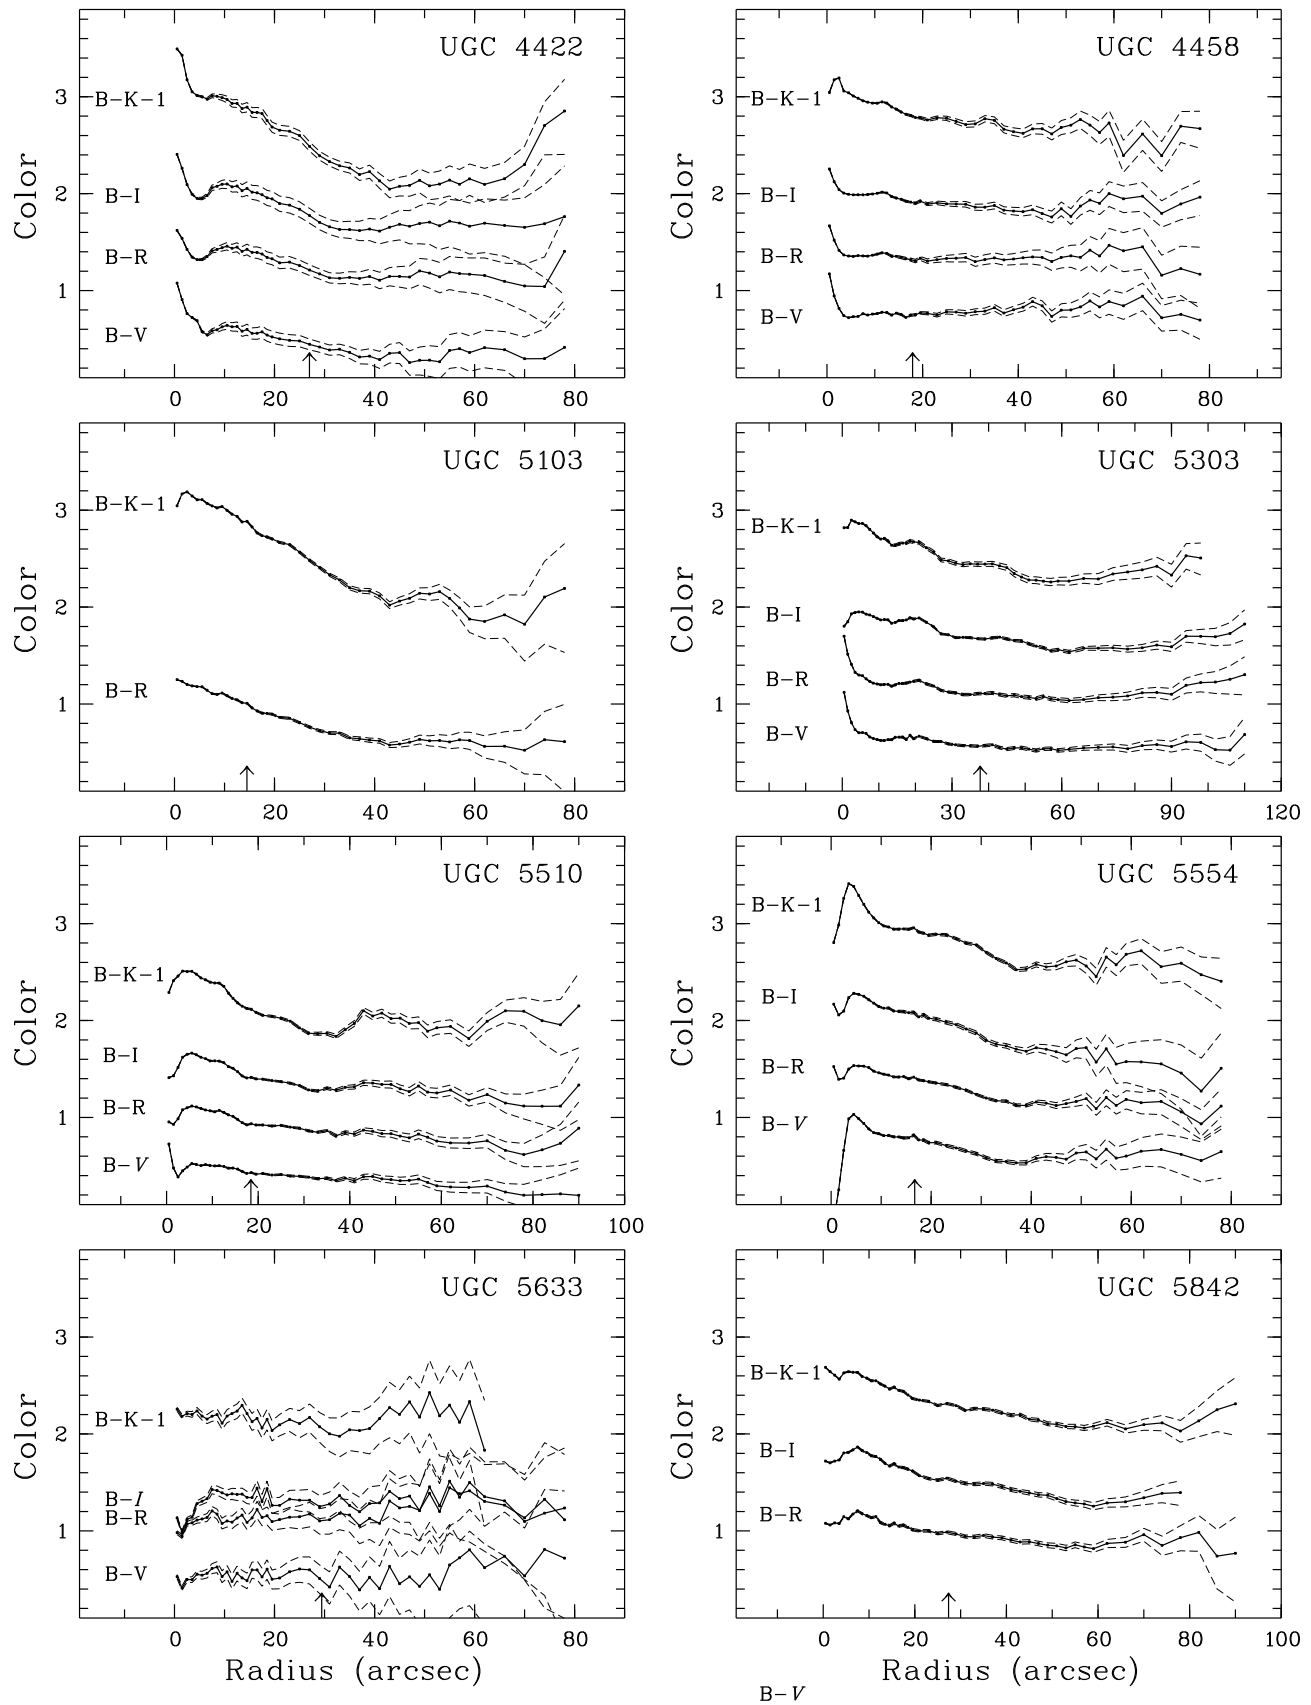 UGC 4422
3
2
1
Color
B-K-1
B-I
B-R
B-V
0 20 40 60 80
UGC 4458
3
2
1
Color
B-K-1
B-I
B-R
B-V
0 20 40 60 80
UGC 5103
3
2
1
Color
B-K-1
B-R
0 20 40 60 80
UGC 5303
3
2
1
Color
B-K-1
B-I
B-R
B-V
0 30 60 90 120
UGC 5510
3
2
1
Color
B-K-1
B-I
B-R
B-V
0 20 40 60 80 100
UGC 5554
3
2
1
Color
B-K-1
B-I
B-R
B-V
0 20 40 60 80
UGC 5633
3
2
1
Color
B-K-1
B-I
B-R
B-V
0 20 40 60 80
Radius (arcsec)
UGC 5842
3
2
1
Color
B-K-1
B-I
B-R
0 20 40 60 80 100
Radius (arcsec)
B-V